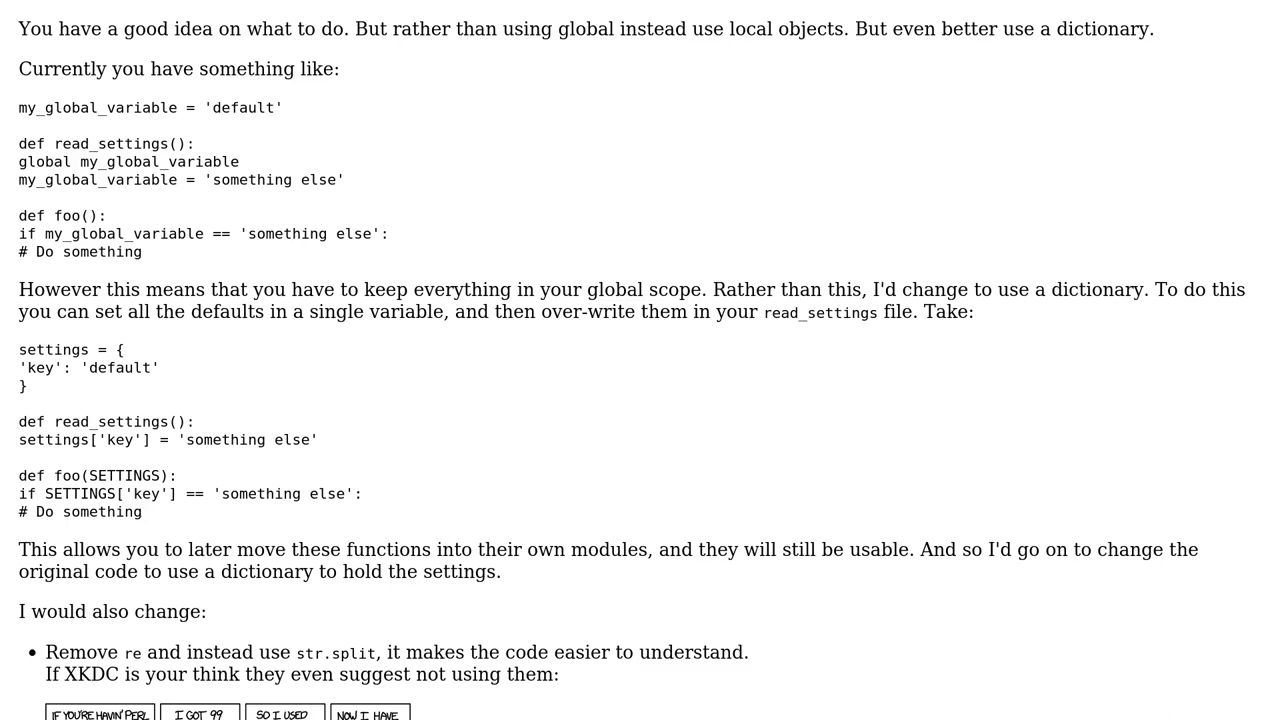 You have a good idea on what to do. But rather than using global instead use local objects. But even better use a dictionary.
Currently you have something like:
my_global_variable = 'default'
def read_settings():
global my_global_variable
my_global_variable = 'something else'
def foo():
if my_global_variable == 'something else':
# Do something
However this means that you have to keep everything in your global scope. Rather than this, I'd change to use a dictionary. To do this
you can set all the defaults in a single variable, and then over-write them in your read_settings file. Take:
settings = {
'key': 'default'
}
def read_settings():
settings['key'] = 'something else'
def foo(SETTINGS):
if SETTINGS['key'] == 'something else':
# Do something
This allows you to later move these functions into their own modules, and they will still be usable. And so I'd go on to change the
original code to use a dictionary to hold the settings.
I would also change:
• Remove re and instead use str.split, it makes the code easier to understand.
If XKDC is your think they even suggest not using them:
IF YOU'RE HAVIN' PERL I GOT 99 SO I USED NOW I HAVE